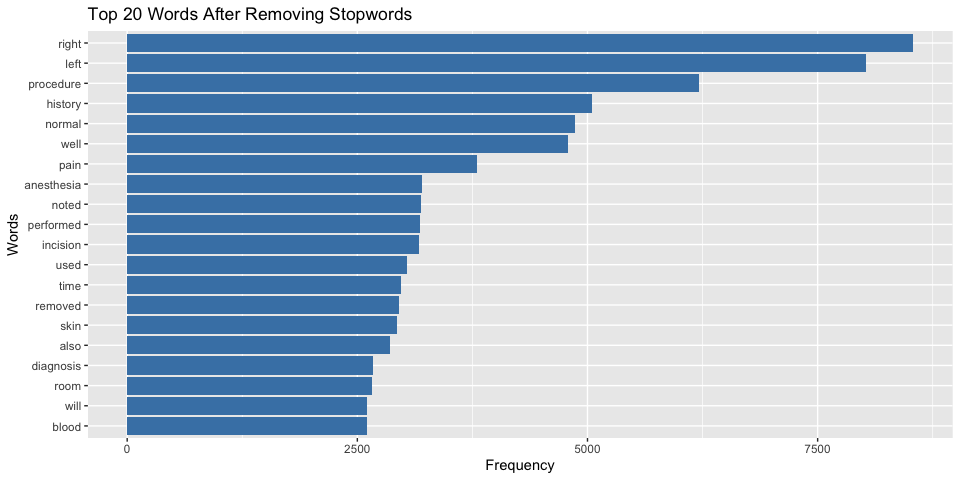 Top 20 Words After Removing Stopwords
Words
right
left
procedure
history
normal
well
pain
anesthesia
noted
performed
incision
used
time
removed
skin
also
diagnosis
room
will
blood
0 2500 5000 7500
Frequency